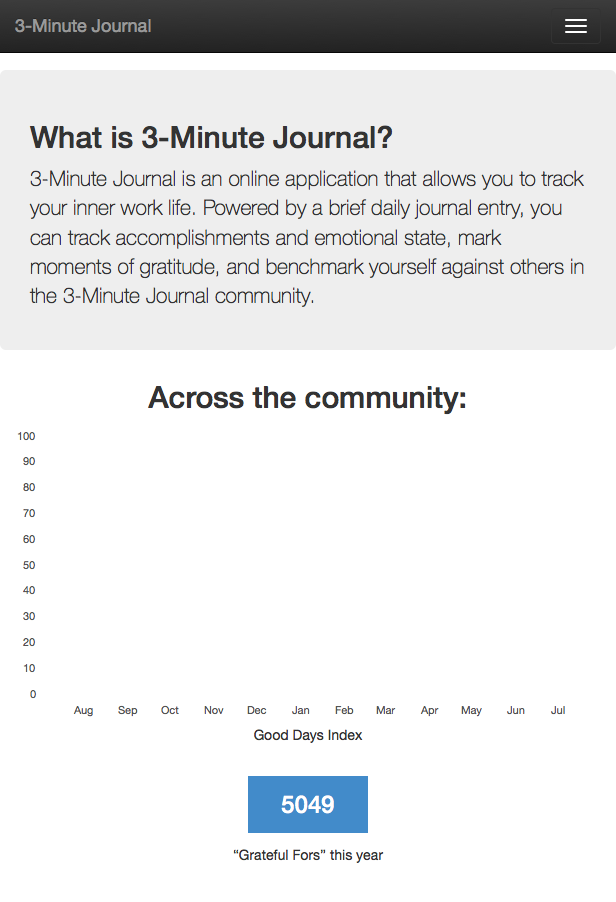 3-Minute Journal
What is 3-Minute Journal?
3-Minute Journal is an online application that allows you to track
your inner work life. Powered by a brief daily journal entry, you
can track accomplishments and emotional state, mark
moments of gratitude, and benchmark yourself against others in
the 3-Minute Journal community.
Across the community:
100
90
80
70
60
50
40
30
20
10
0
Aug Sep Oct Nov Dec Jan Feb Mar Apr May Jun Jul
Good Days Index
5049
“Grateful Fors” this year